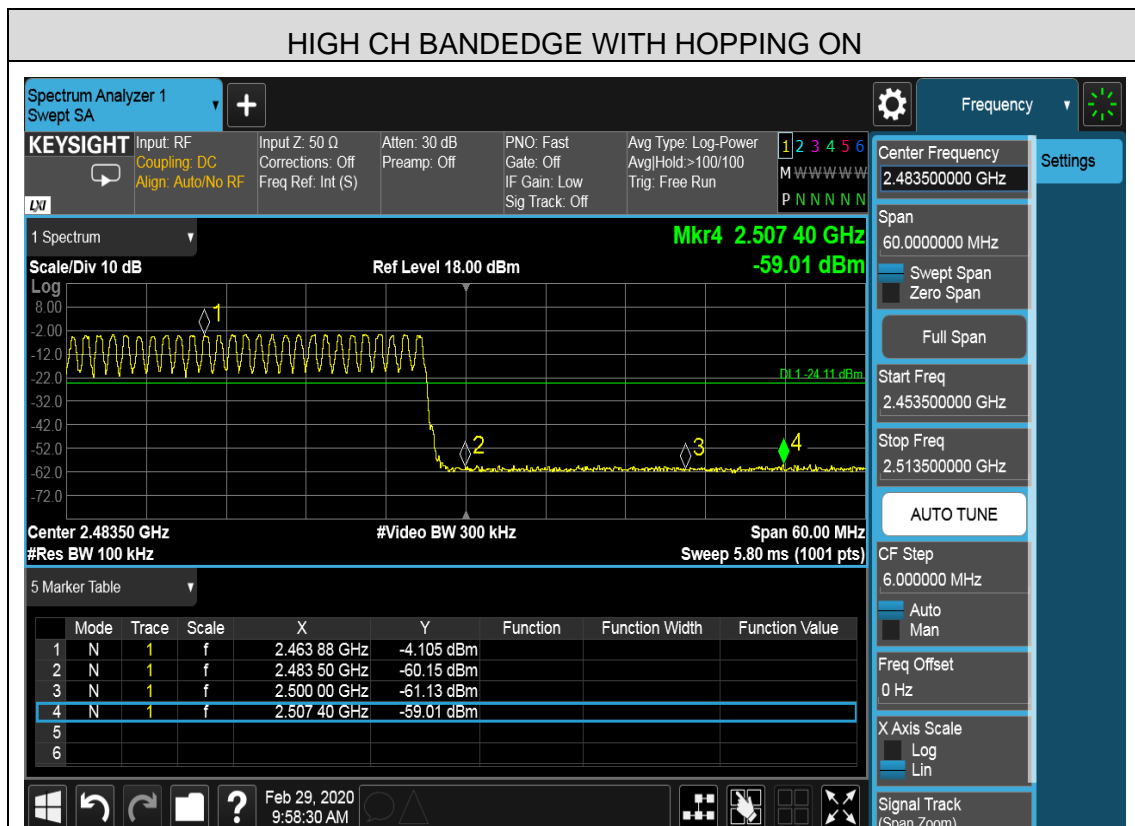 HIGH CH BANDEDGE WITH HOPPING ON
Spectrum Analyzer 1
Swept SA
+
Frequency
KEYSIGHT
LXI
Input: RF
Coupling: DC
Align: Auto/No RF
Input Z: 50 Ω
Corrections: Off
Freq Ref: Int (S)
Atten: 30 dB
Preamp: Off
PNO: Fast
Gate: Off
IF Gain: Low
Sig Track: Off
Avg Type: Log-Power
Avg|Hold:>100/100
Trig: Free Run
1 2 3 4 5 6
M W W W W W
P N N N N N
1 Spectrum
Mkr4 2.507 40 GHz
-59.01 dBm
Scale/Div 10 dB
Ref Level 18.00 dBm
Log
8.00
-2.00
-12.0
-22.0
-32.0
-42.0
-52.0
-62.0
-72.0
1
2
3
4
DL1 -24.11 dBm
Center 2.48350 GHz
#Video BW 300 kHz
Span 60.00 MHz
#Res BW 100 kHz
Sweep 5.80 ms (1001 pts)
5 Marker Table
Mode Trace Scale X Y Function Function Width Function Value
1 N 1 f 2.463 88 GHz -4.105 dBm
2 N 1 f 2.483 50 GHz -60.15 dBm
3 N 1 f 2.500 00 GHz -61.13 dBm
4 N 1 f 2.507 40 GHz -59.01 dBm
5
6
?
Feb 29, 2020
9:58:30 AM
Center Frequency
2.483500000 GHz
Settings
Span
60.0000000 MHz
Swept Span
Zero Span
Full Span
Start Freq
2.453500000 GHz
Stop Freq
2.513500000 GHz
AUTO TUNE
CF Step
6.000000 MHz
Auto
Man
Freq Offset
0 Hz
X Axis Scale
Log
Lin
Signal Track
(Span Zoom)